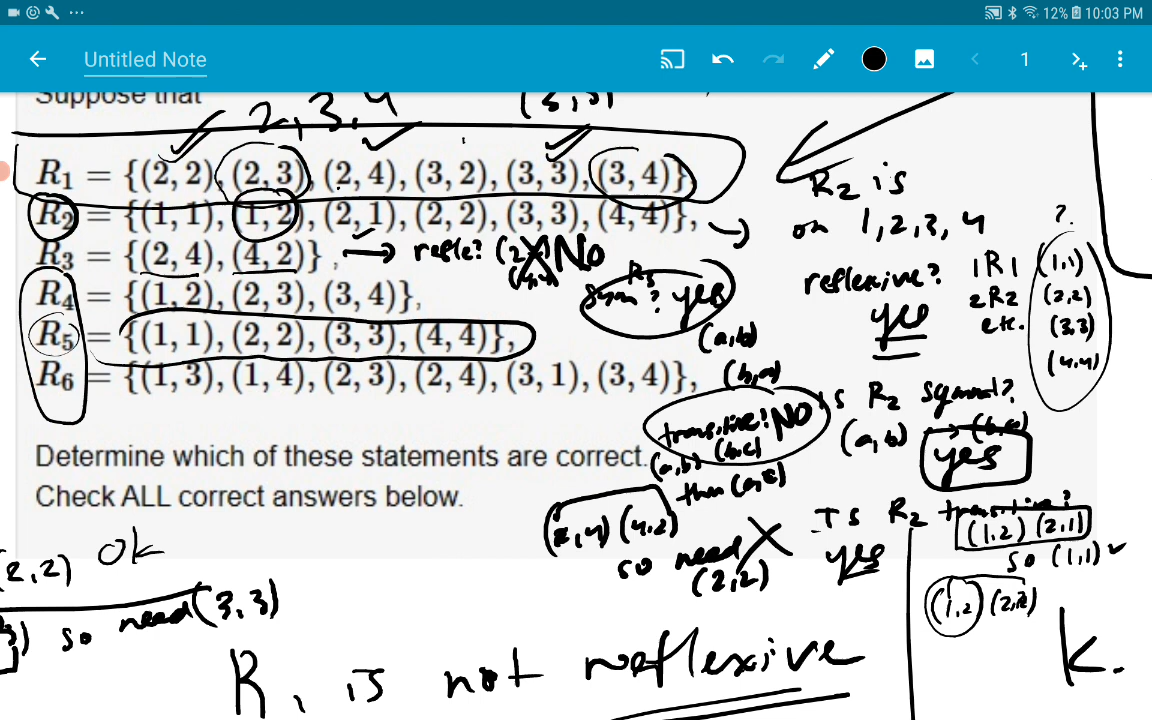 12% 10:03 PM
Untitled Note
1
Suppose that
2,3,4
R₁ = {(2, 2), (2, 3), (2, 4), (3, 2), (3, 3), (3, 4)},
R₂ = {(1, 1), (1, 2), (2, 1), (2, 2), (3, 3), (4, 4)},
R₃ = {(2, 4), (4, 2)},
R₄ = {(1, 2), (2, 3), (3, 4)},
R₅ = {(1, 1), (2, 2), (3, 3), (4, 4)},
R₆ = {(1, 3), (1, 4), (2, 3), (2, 4), (3, 1), (3, 4)},
Determine which of these statements are correct.
Check ALL correct answers below.
→ refle?
No
R₃
sym? yes
(a,b)
(b,a)
transitive? NO
(a,b) (b,c)
then (a,c)
(4,2)
so need
(2,2)
R₂ is
on 1,2,3,4
reflexive?
yes
1R1
2R2
etc.
?.
(1,1)
(2,2)
(3,3)
(4,4)
is R₂ symm?
(a,b) → (b,a)
yes
Is R₂ transitive?
yes
(1,2) (2,1)
so (1,1) ✓
(1,2) (2,2)
k.
(2,2) ok
so need (3,3)
R₁ is not reflexive